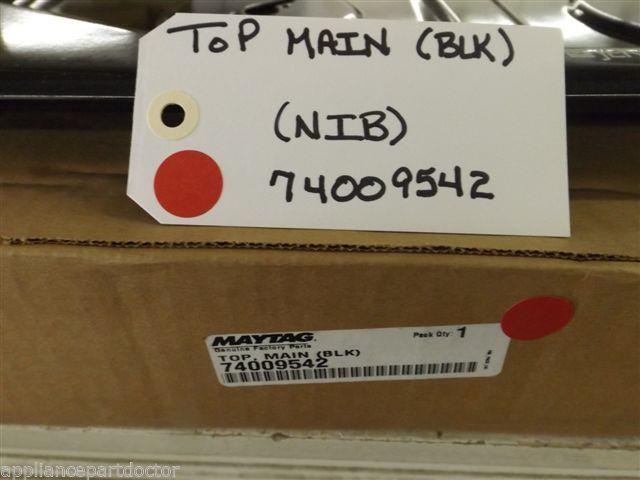 TOP MAIN (BLK)
(NIB)
74009542
MAYTAG.
Pack Qty: 1
Genuine Factory Parts
TOP, MAIN (BLK)
74009542
appliancepartdoctor